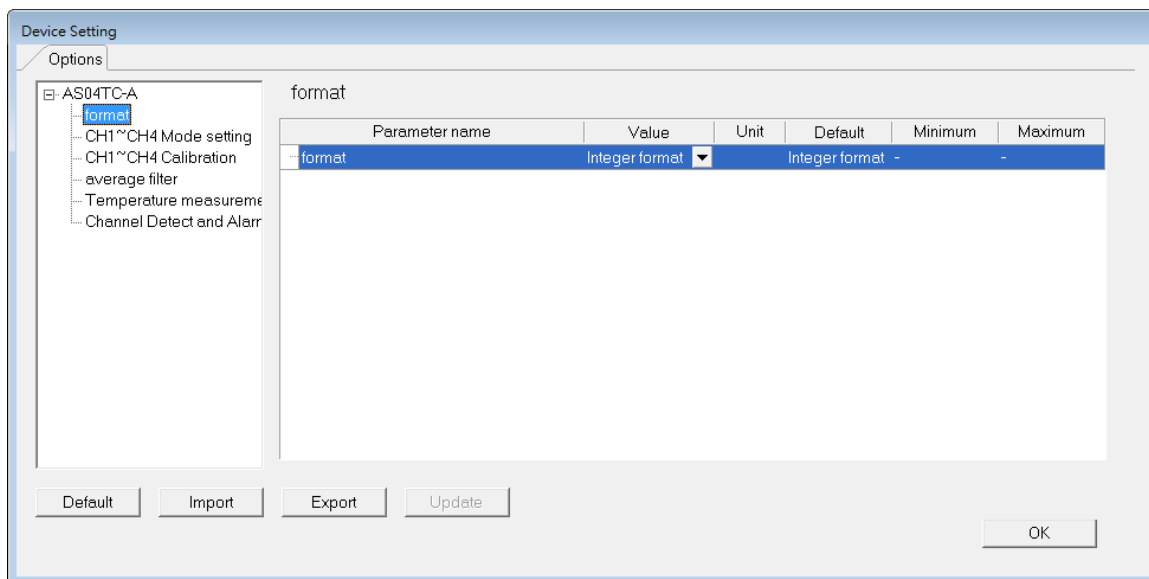 Device Setting
Options
AS04TC-A
format
CH1~CH4 Mode setting
CH1~CH4 Calibration
average filter
Temperature measureme
Channel Detect and Alarr
format
Parameter name Value Unit Default Minimum Maximum
format Integer format Integer format - -
Default Import Export Update
OK